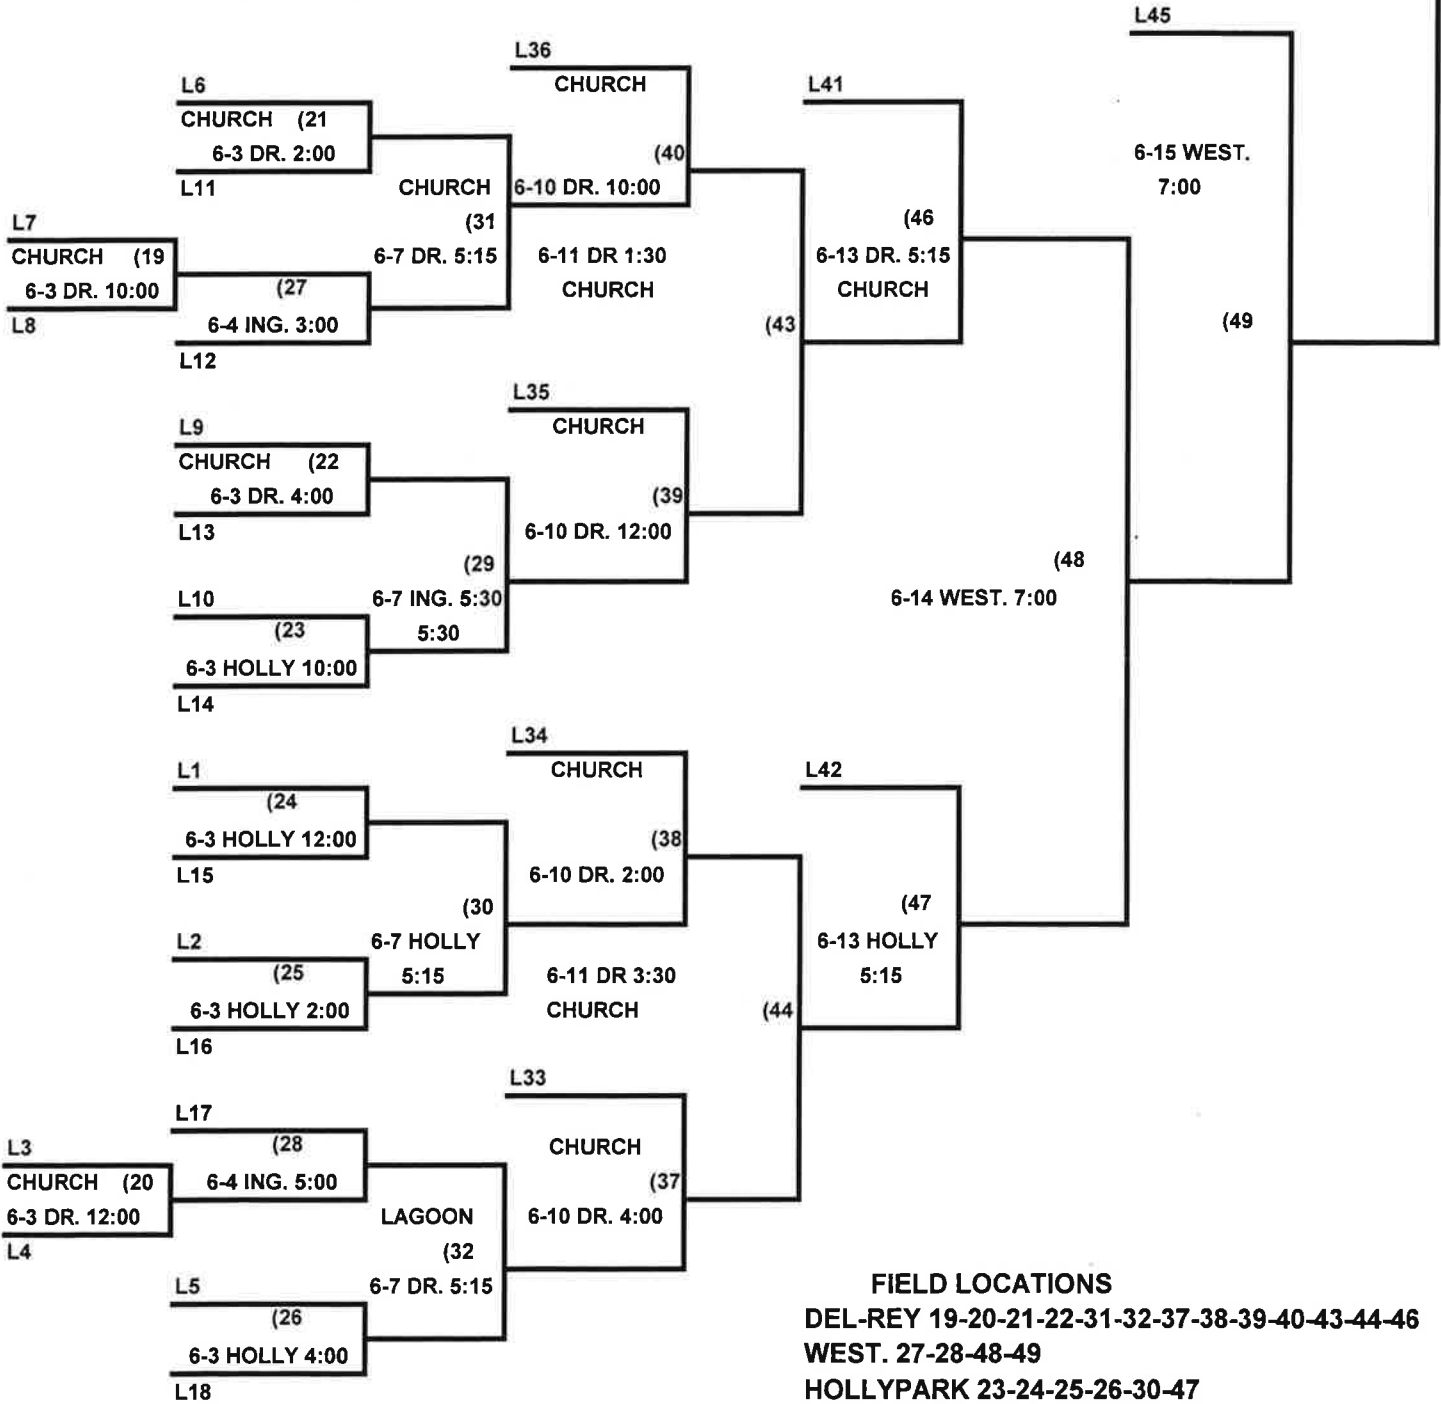 L45
L36
CHURCH
L6
L41
CHURCH (21
6-3 DR. 2:00
(40
6-15 WEST.
7:00
L11
CHURCH
6-10 DR. 10:00
(31
(46
L7
CHURCH (19
6-7 DR. 5:15
6-11 DR 1:30
6-13 DR. 5:15
6-3 DR. 10:00
(27
CHURCH
CHURCH
L8
6-4 ING. 3:00
(43
(49
L12
L35
CHURCH
L9
CHURCH (22
6-3 DR. 4:00
(39
L13
6-10 DR. 12:00
(29
(48
L10
6-7 ING. 5:30
6-14 WEST. 7:00
(23
5:30
6-3 HOLLY 10:00
L14
L34
CHURCH
L1
L42
(24
6-3 HOLLY 12:00
(38
L15
6-10 DR. 2:00
(30
(47
L2
6-7 HOLLY
6-13 HOLLY
(25
5:15
6-11 DR 3:30
5:15
6-3 HOLLY 2:00
CHURCH
(44
L16
L33
L17
L3
(28
CHURCH
CHURCH (20
6-4 ING. 5:00
(37
6-3 DR. 12:00
LAGOON
6-10 DR. 4:00
L4
(32
L5
6-7 DR. 5:15
(26
6-3 HOLLY 4:00
L18
FIELD LOCATIONS
DEL-REY 19-20-21-22-31-32-37-38-39-40-43-44-46
WEST. 27-28-48-49
HOLLYPARK 23-24-25-26-30-47